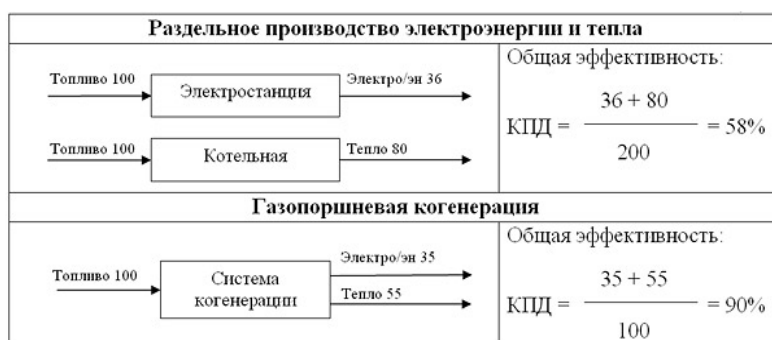 Раздельное производство электроэнергии и тепла
Топливо 100
Электростанция
Электро/эн 36
Топливо 100
Котельная
Тепло 80
Общая эффективность:
КПД = 36 + 80 / 200 = 58%
Газопоршневая когенерация
Топливо 100
Система
когенерации
Электро/эн 35
Тепло 55
Общая эффективность:
КПД = 35 + 55 / 100 = 90%